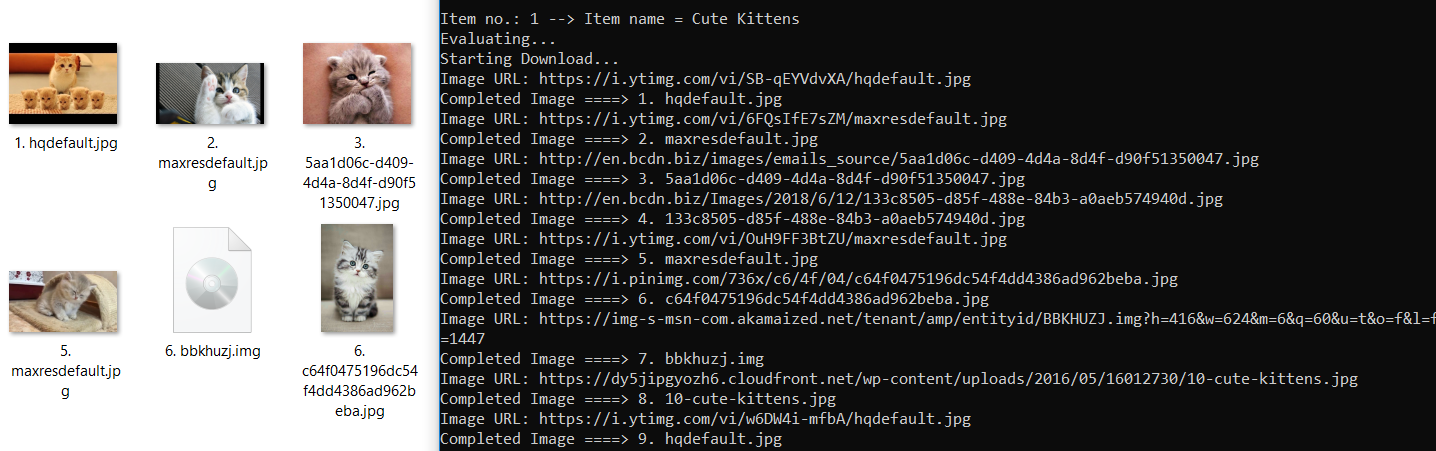 1. hqdefault.jpg
2.
maxresdefault.jp
g
3.
5aa1d06c-d409-
4d4a-8d4f-d90f5
1350047.jpg
5.
maxresdefault.jp
g
6. bbkhuzj.img
6.
c64f0475196dc54
f4dd4386ad962b
eba.jpg
Item no.: 1 --> Item name = Cute Kittens
Evaluating...
Starting Download...
Image URL: https://i.ytimg.com/vi/SB-qEYVdvXA/hqdefault.jpg
Completed Image ====> 1. hqdefault.jpg
Image URL: https://i.ytimg.com/vi/6FQsIfE7sZM/maxresdefault.jpg
Completed Image ====> 2. maxresdefault.jpg
Image URL: http://en.bcdn.biz/images/emails_source/5aa1d06c-d409-4d4a-8d4f-d90f51350047.jpg
Completed Image ====> 3. 5aa1d06c-d409-4d4a-8d4f-d90f51350047.jpg
Image URL: http://en.bcdn.biz/Images/2018/6/12/133c8505-d85f-488e-84b3-a0aeb574940d.jpg
Completed Image ====> 4. 133c8505-d85f-488e-84b3-a0aeb574940d.jpg
Image URL: https://i.ytimg.com/vi/OuH9FF3BtZU/maxresdefault.jpg
Completed Image ====> 5. maxresdefault.jpg
Image URL: https://i.pinimg.com/736x/c6/4f/04/c64f0475196dc54f4dd4386ad962beba.jpg
Completed Image ====> 6. c64f0475196dc54f4dd4386ad962beba.jpg
Image URL: https://img-s-msn-com.akamaized.net/tenant/amp/entityid/BBKHUZJ.img?h=416&w=624&m=6&q=60&u=t&o=f&l=f
=1447
Completed Image ====> 7. bbkhuzj.img
Image URL: https://dy5jipgyozh6.cloudfront.net/wp-content/uploads/2016/05/16012730/10-cute-kittens.jpg
Completed Image ====> 8. 10-cute-kittens.jpg
Image URL: https://i.ytimg.com/vi/w6DW4i-mfbA/hqdefault.jpg
Completed Image ====> 9. hqdefault.jpg